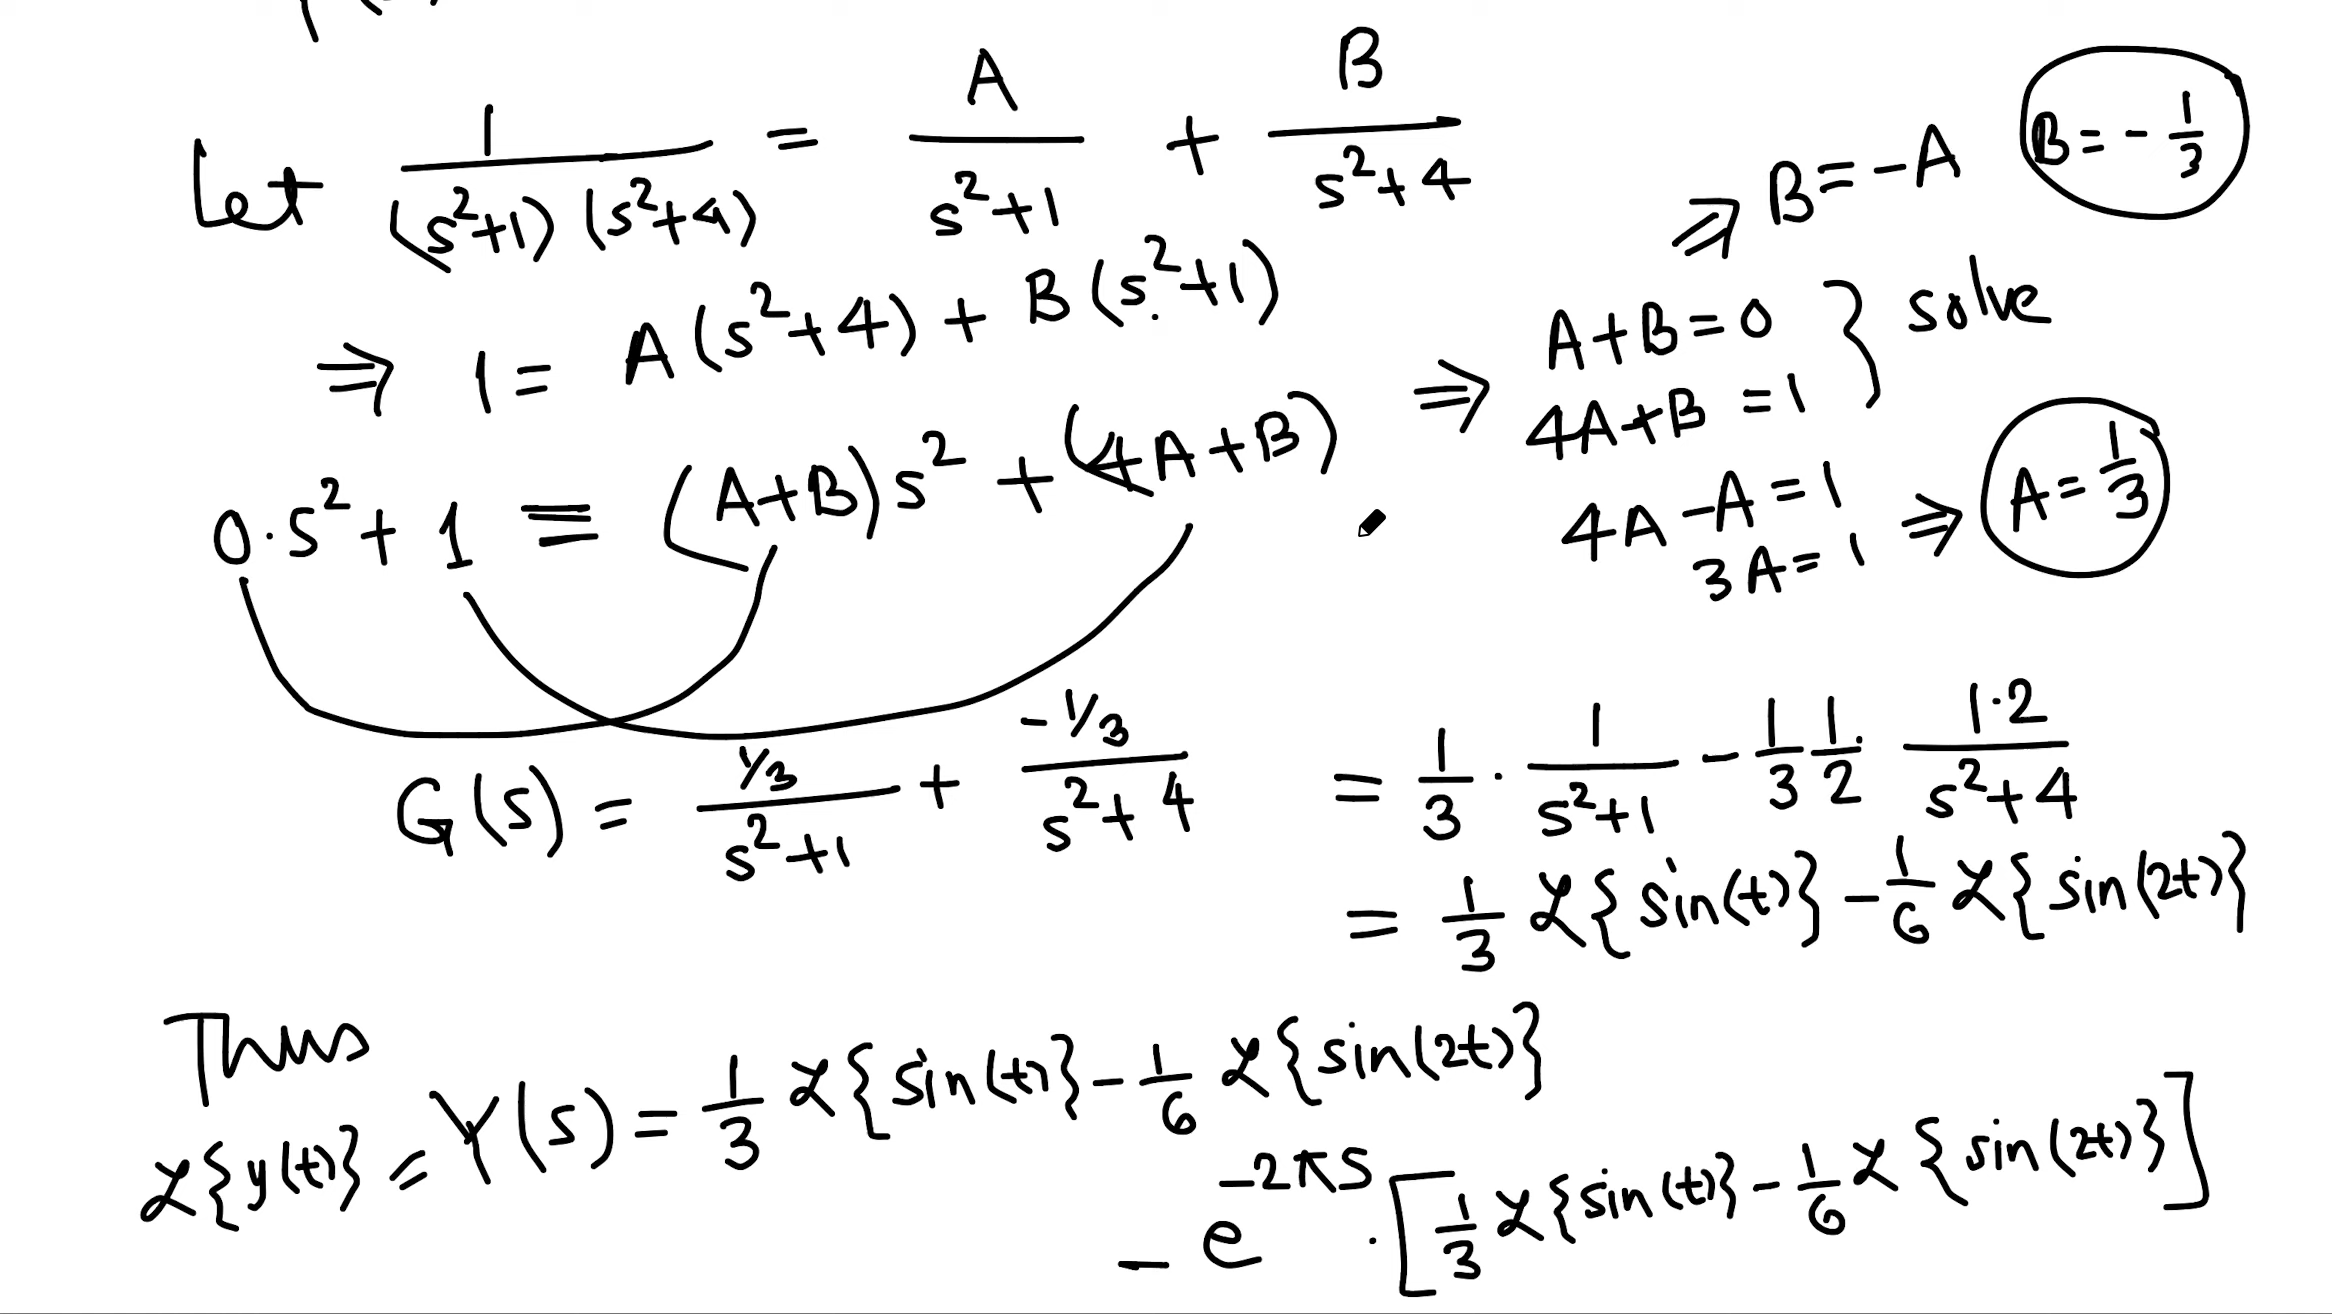 Let 1/((s²+1)(s²+4)) = A/(s²+1) + B/(s²+4)
⇒ 1 = A(s²+4) + B(s²+1)
0·s² + 1 ≡ (A+B)s² + (4A+B)
⇒ A+B=0
4A+B=1 } solve
⇒ B=-A B=-1/3
4A-A=1
3A=1 ⇒ A=1/3
G(s) = (1/3)/(s²+1) + (-1/3)/(s²+4) = 1/3 · 1/(s²+1) - 1/3 1/2 · (1·2)/(s²+4)
= 1/3 ℒ{sin(t)} - 1/6 ℒ{sin(2t)}
Thus
ℒ{y(t)} = Y(s) = 1/3 ℒ{sin(t)} - 1/6 ℒ{sin(2t)}
- e^(-2πs) · [1/3 ℒ{sin(t)} - 1/6 ℒ{sin(2t)}]